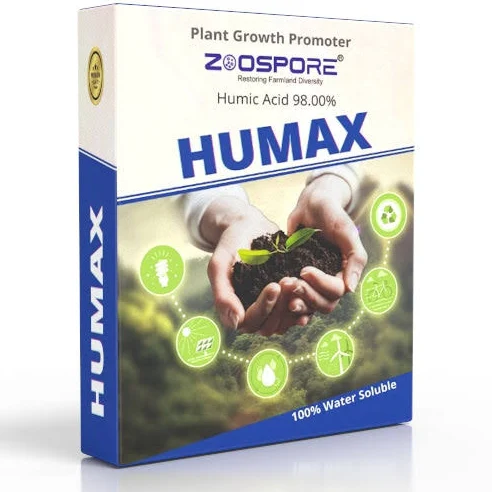 Plant Growth Promoter
ZOOSPORE®
Restoring Farmland Diversity
Humic Acid 98.00%
HUMAX
100% Water Soluble
HUMAX